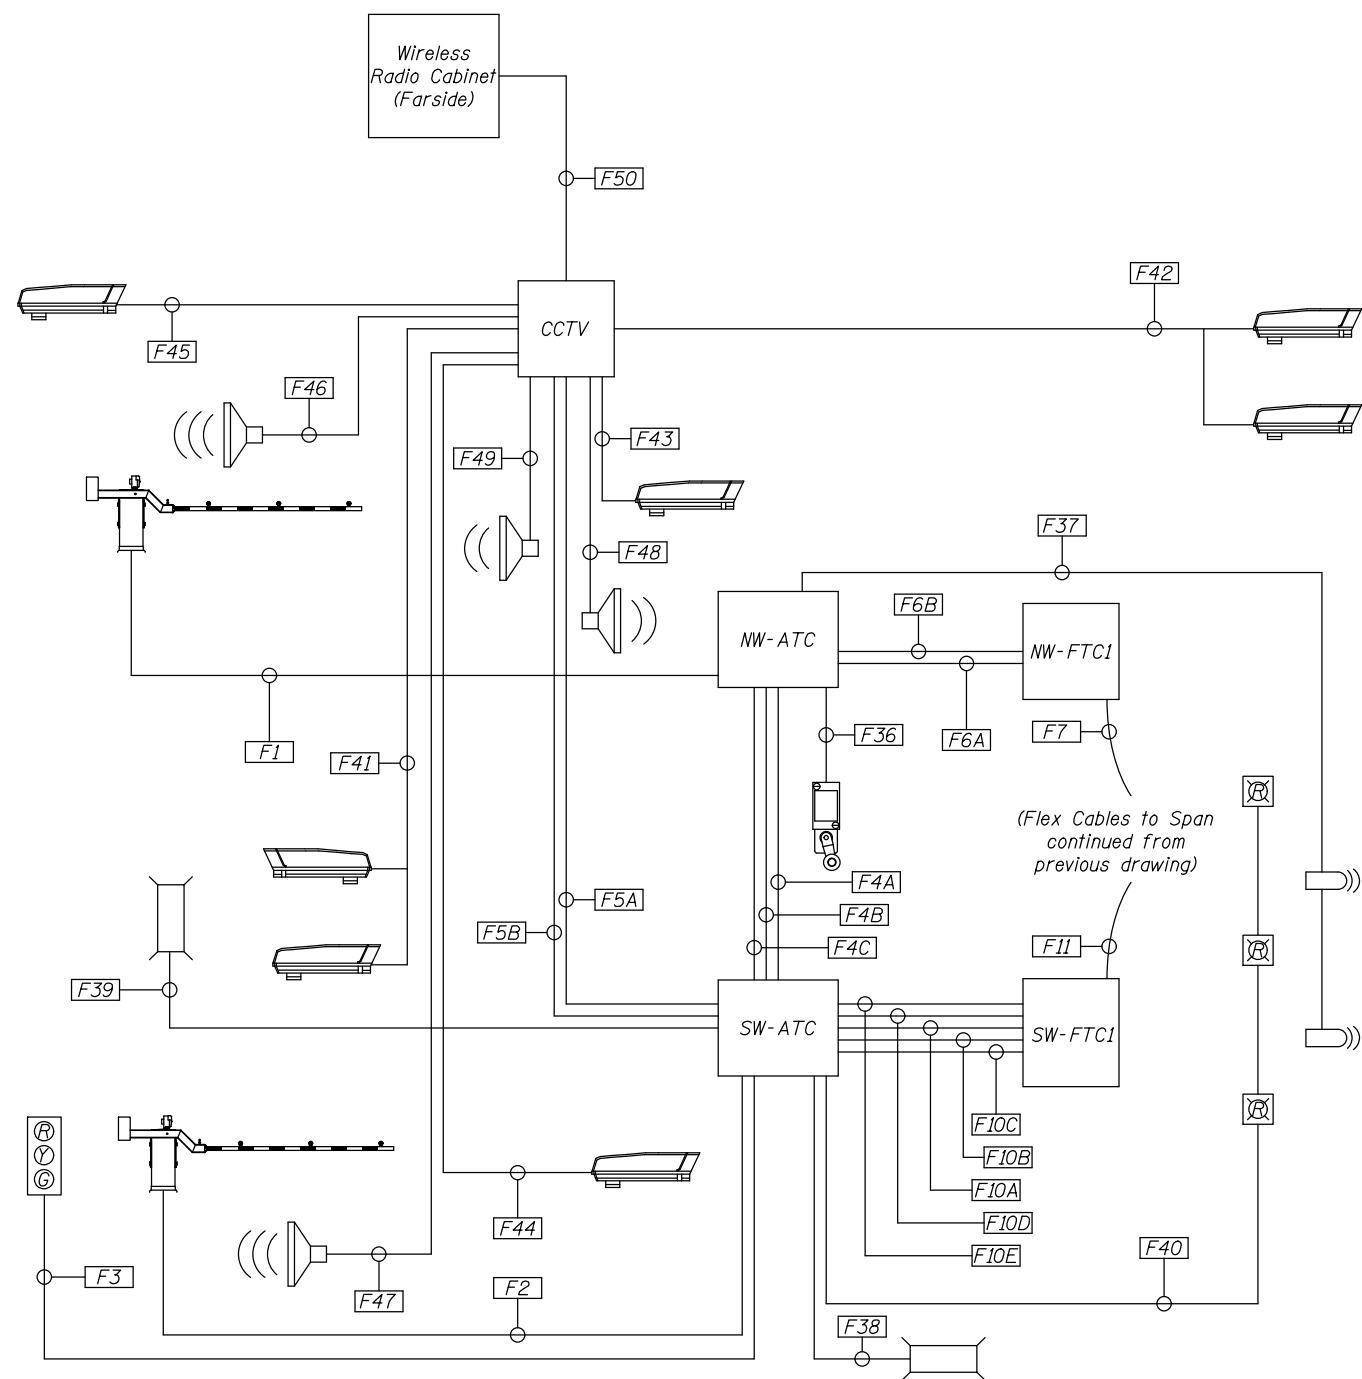 Wireless
Radio Cabinet
(Farside)
F50
F42
CCTV
F45
F46
F43
F49
F37
F48
F6B
NW-ATC
NW-FTC1
F7
F36
F6A
F1
F41
R
(Flex Cables to Span
continued from
previous drawing)
F4A
F5A
F4B
F5B
F4C
F11
R
F39
SW-ATC
SW-FTC1
R
F10C
R
Y
G
F10B
F10A
F44
F10D
F10E
F40
F3
F2
F47
F38